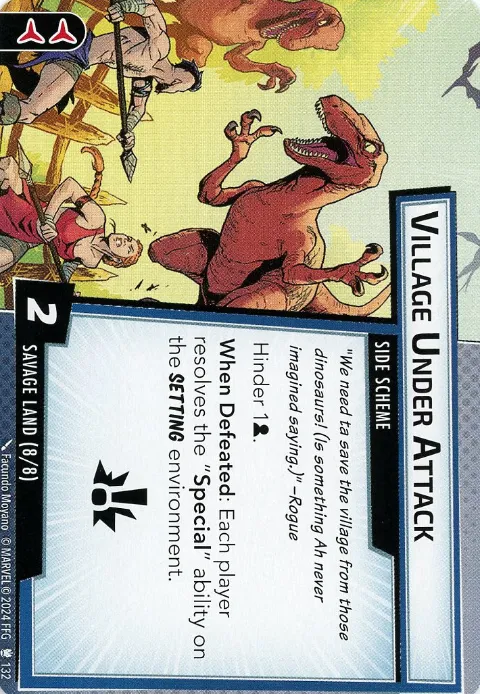 VILLAGE UNDER ATTACK
SIDE SCHEME
"We need ta save the village from those
dinosaurs! (Is something Ah never
imagined saying.)" –Rogue
Hinder 1.
When Defeated: Each player
resolves the "Special" ability on
the SETTING environment.
2
SAVAGE LAND (8/8)
Facundo Moyano © MARVEL © 2024 FFG 132